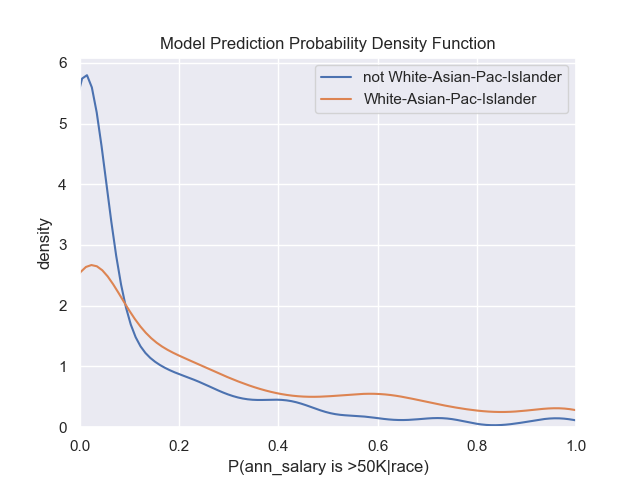 Model Prediction Probability Density Function
not White-Asian-Pac-Islander
White-Asian-Pac-Islander
density
6
5
4
3
2
1
0
0.0 0.2 0.4 0.6 0.8 1.0
P(ann_salary is >50K|race)